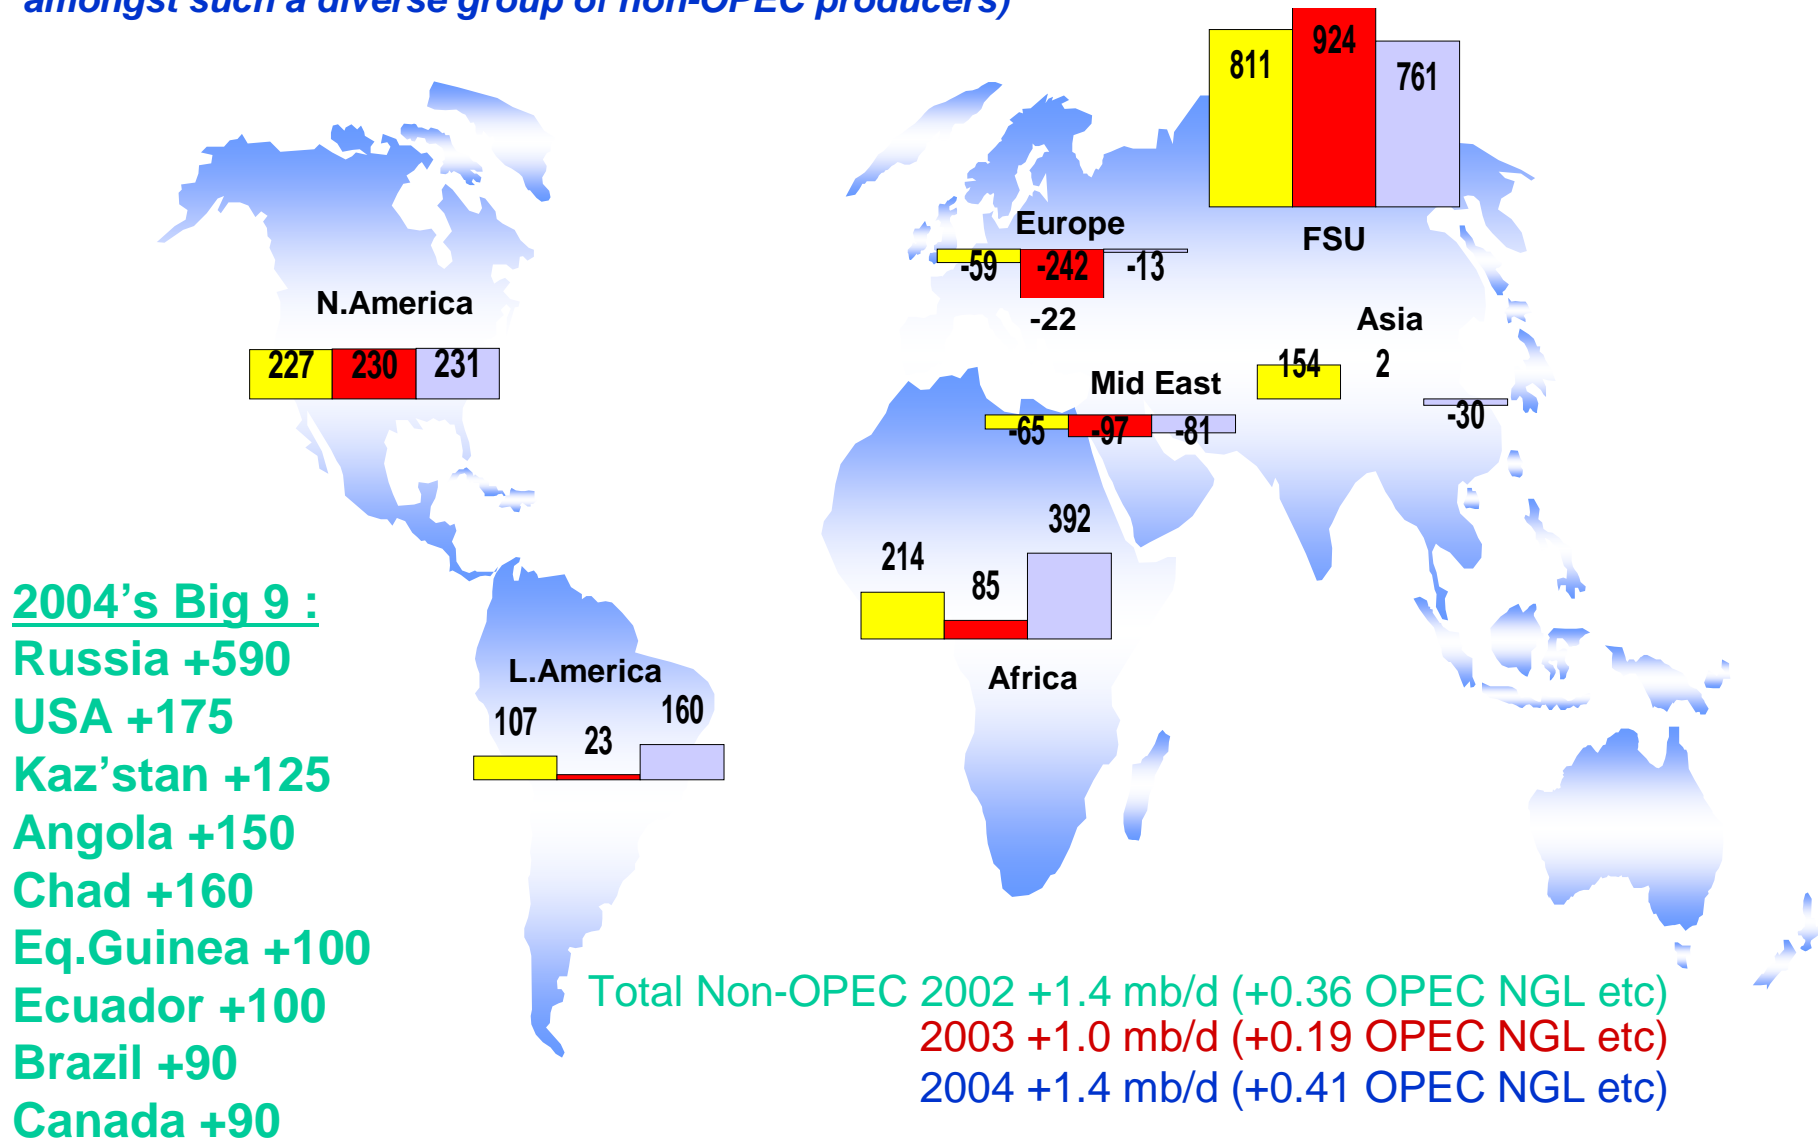 amongst such a diverse group of non-OPEC producers)
811 924 761
FSU
Europe
-59 -242 -13
-22
N.America
227 230 231
Asia
154 2 -30
Mid East
-65 -97 -81
214 85 392
Africa
L.America
107 23 160
2004’s Big 9 :
Russia +590
USA +175
Kaz’stan +125
Angola +150
Chad +160
Eq.Guinea +100
Ecuador +100
Brazil +90
Canada +90
Total Non-OPEC 2002 +1.4 mb/d (+0.36 OPEC NGL etc)
2003 +1.0 mb/d (+0.19 OPEC NGL etc)
2004 +1.4 mb/d (+0.41 OPEC NGL etc)